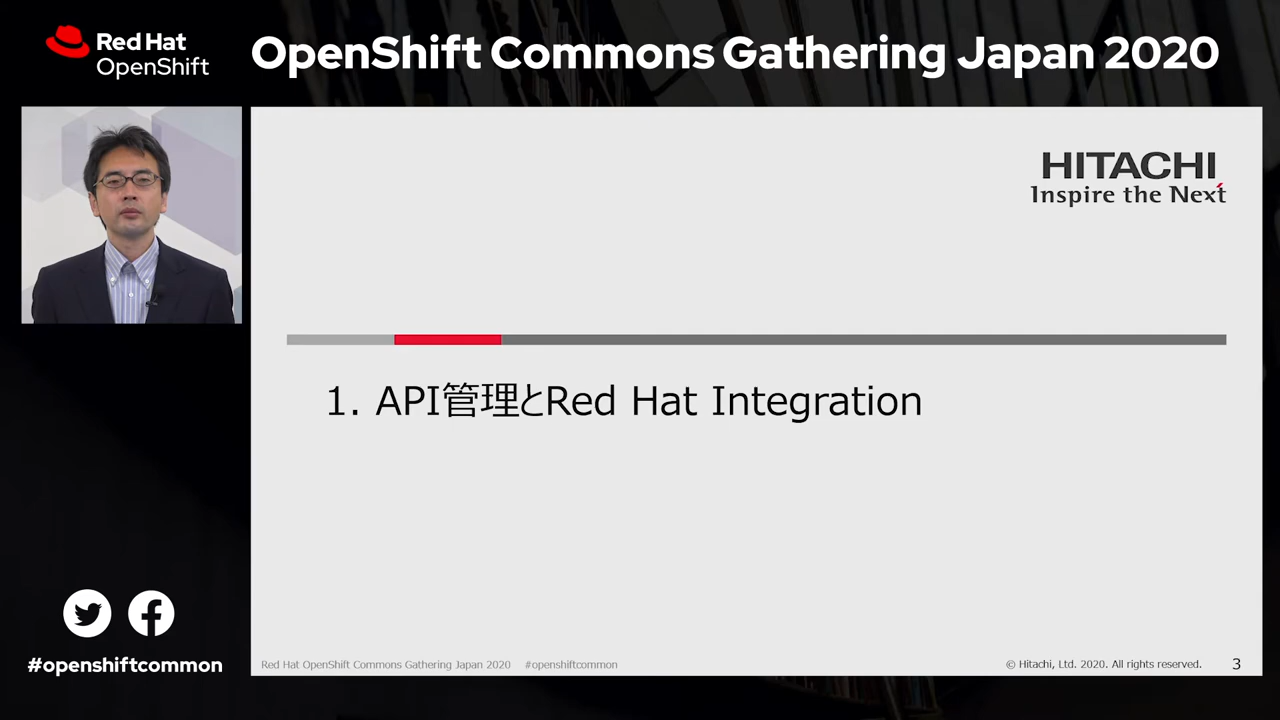 Red Hat
OpenShift
OpenShift Commons Gathering Japan 2020
HITACHI
Inspire the Next
1. API管理とRed Hat Integration
#openshiftcommon
Red Hat OpenShift Commons Gathering Japan 2020 #openshiftcommon
© Hitachi, Ltd. 2020. All rights reserved. 3